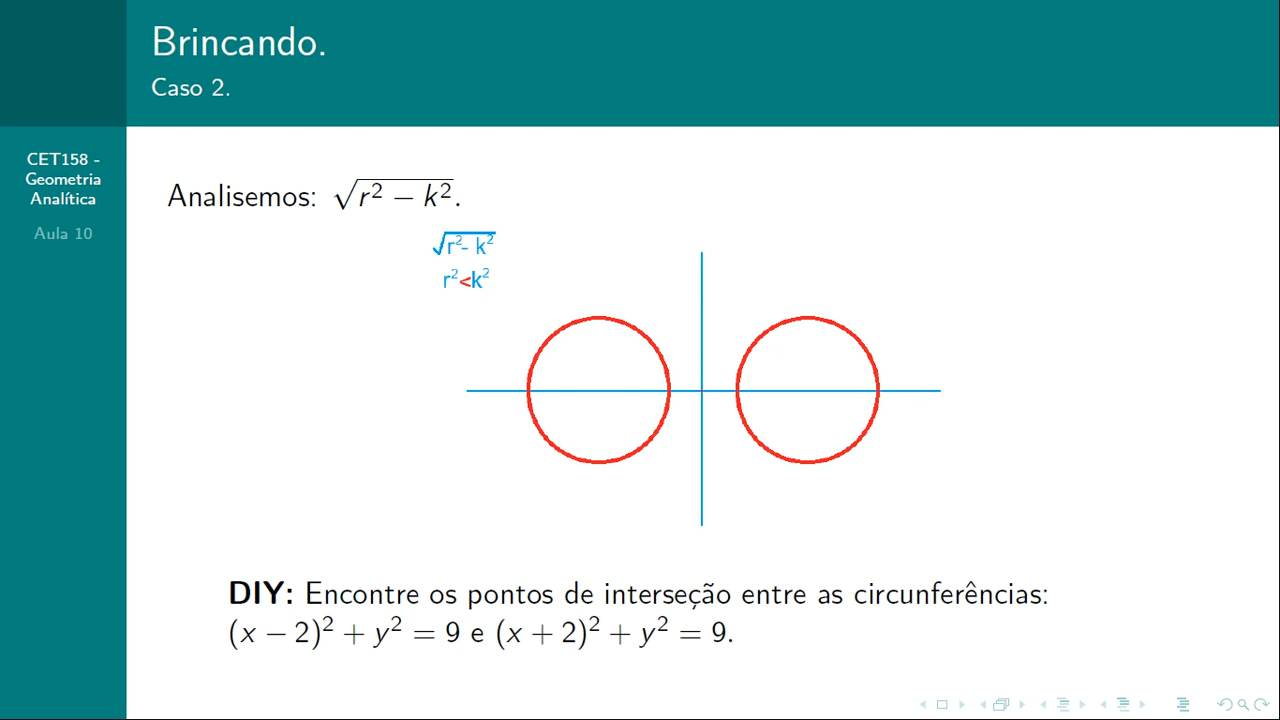 Brincando.
Caso 2.
CET158 -
Geometria
Analítica
Aula 10
Analisemos: √(r² − k²).
√(r² - k²)
r² < k²
DIY: Encontre os pontos de interseção entre as circunferências:
(x − 2)² + y² = 9 e (x + 2)² + y² = 9.